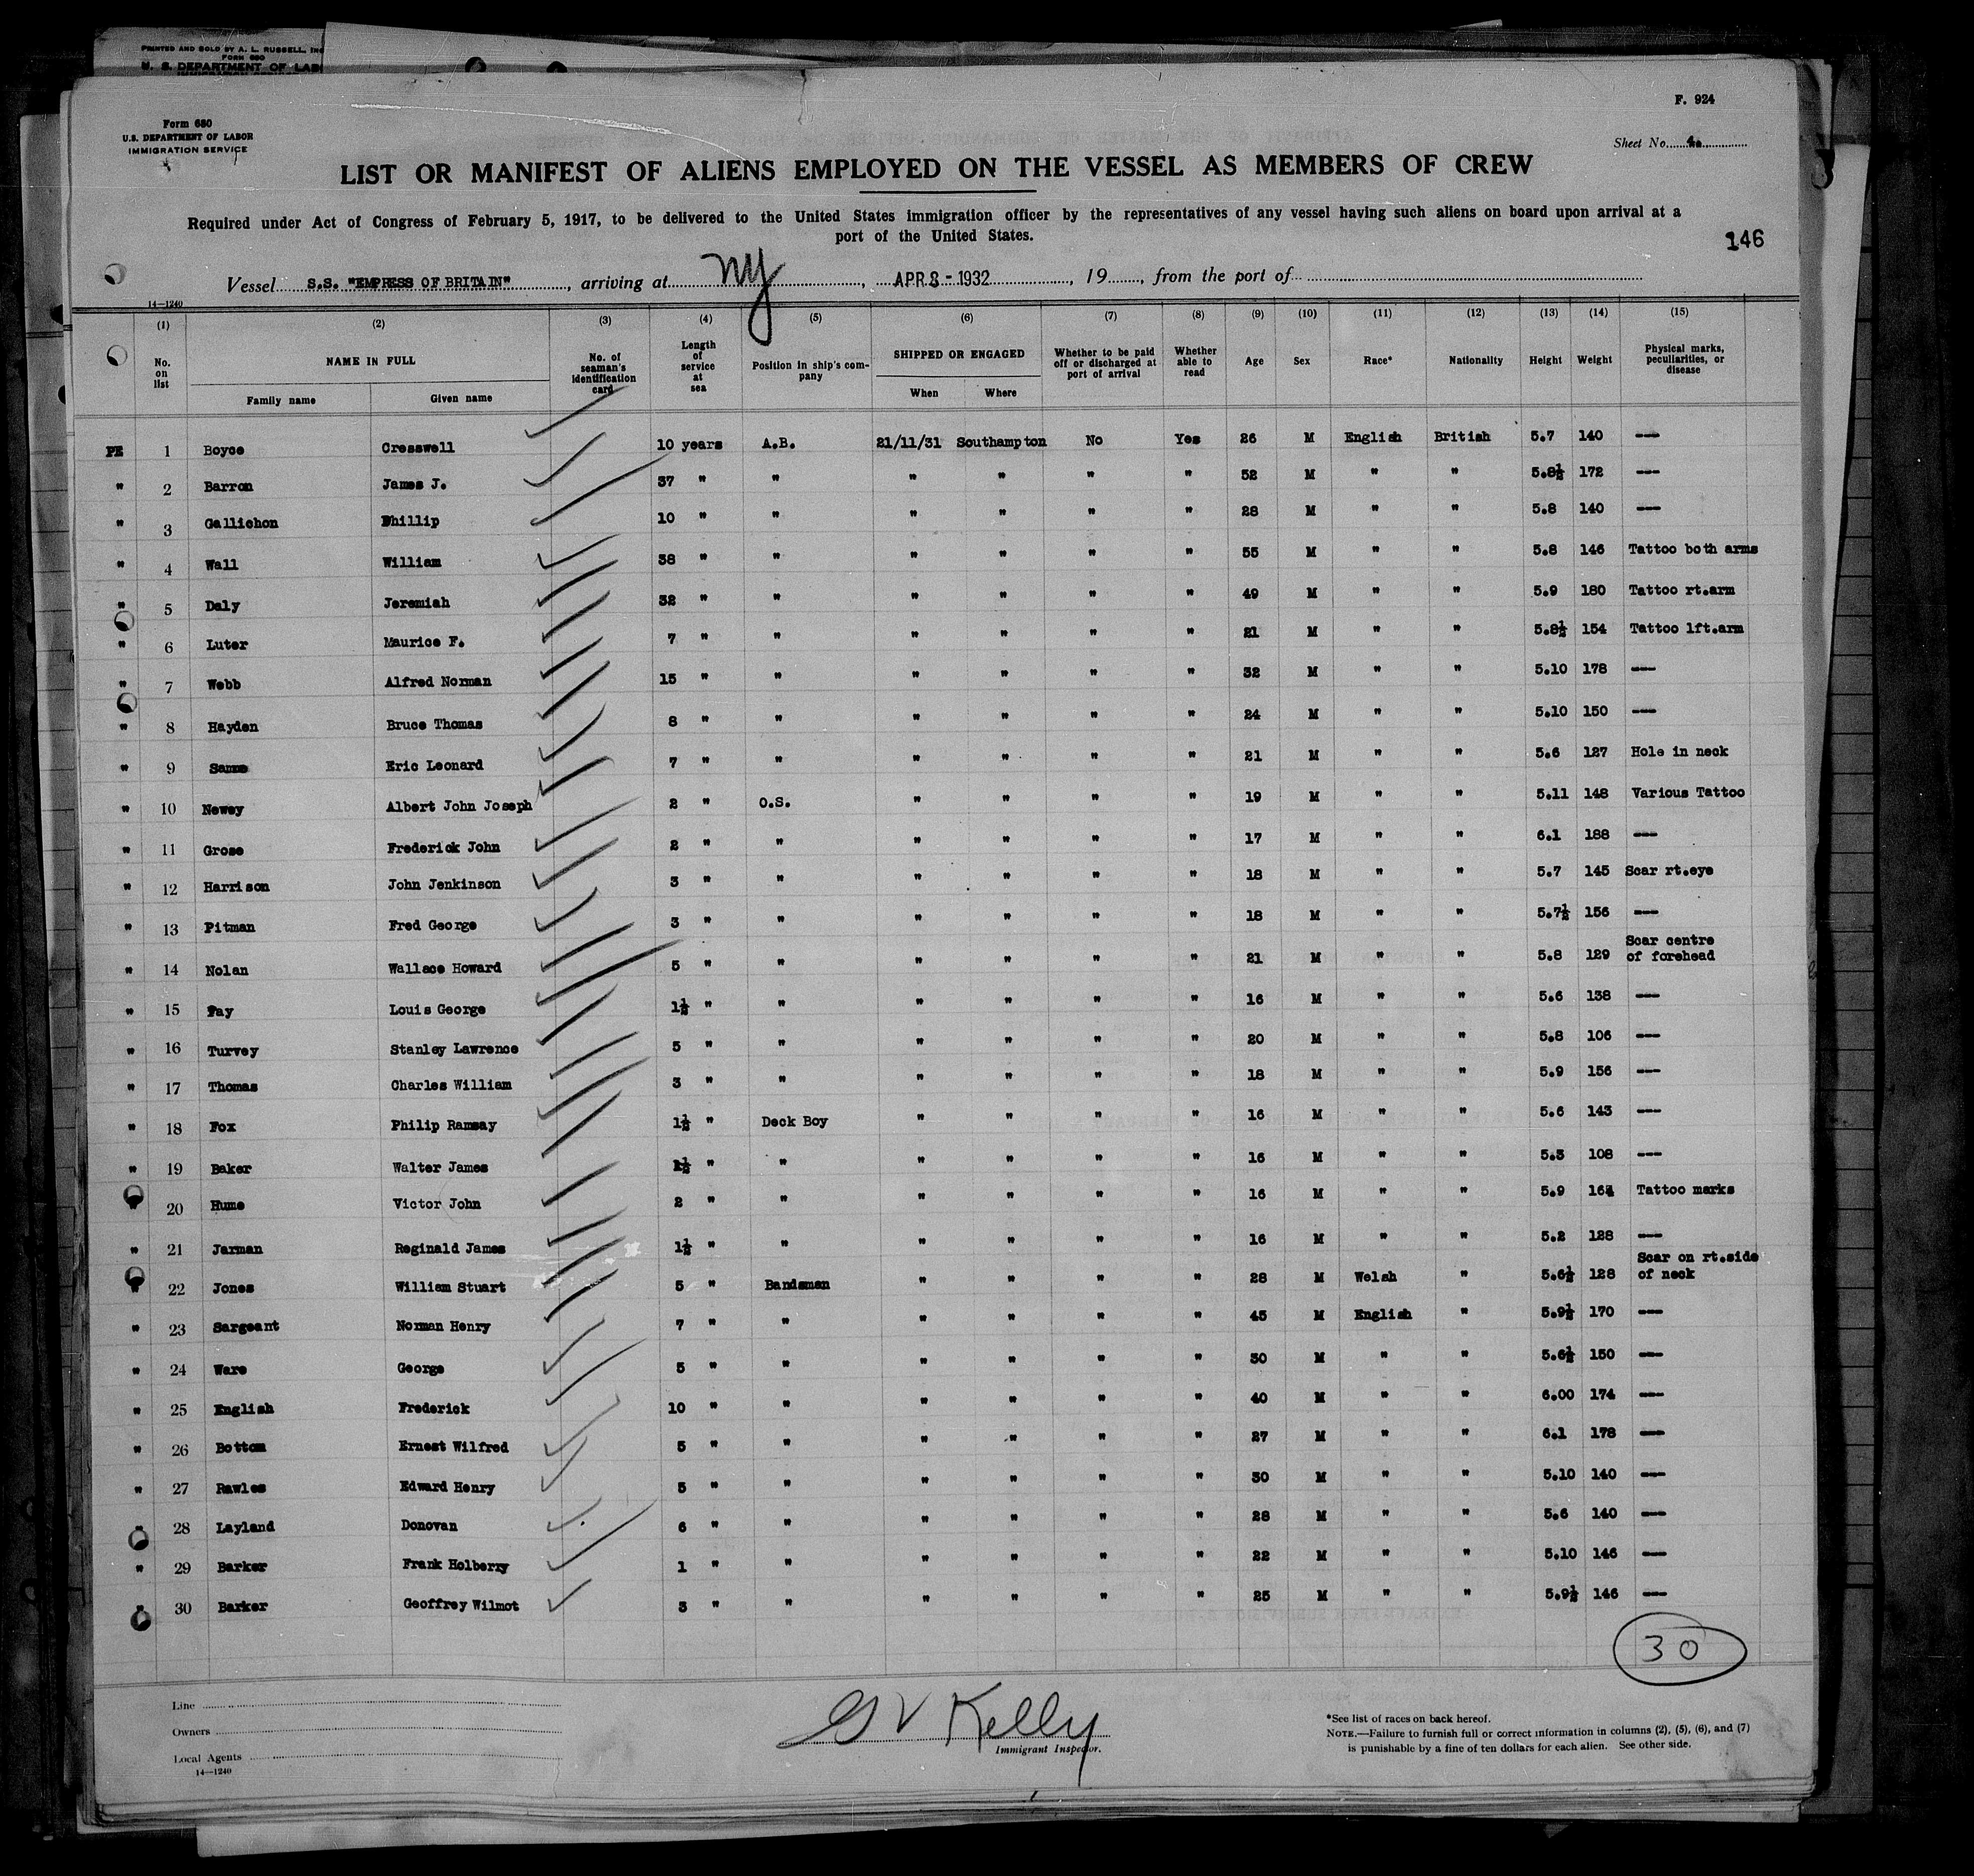 PRINTED AND SOLD BY A. L. RUSSELL, INC
FORM 680
U. S. DEPARTMENT OF LAB
F. 924
Form 680
U.S. DEPARTMENT OF LABOR
IMMIGRATION SERVICE
Sheet No. 4.
LIST OR MANIFEST OF ALIENS EMPLOYED ON THE VESSEL AS MEMBERS OF CREW
Required under Act of Congress of February 5, 1917, to be delivered to the United States immigration officer by the representatives of any vessel having such aliens on board upon arrival at a
port of the United States.
146
Vessel S.S. "EMPRESS OF BRITAIN", arriving at NY, APR 8 - 1932, 19, from the port of
14—1240
(1) (2) (3) (4) (5) (6) (7) (8) (9) (10) (11) (12) (13) (14) (15)
No. on list NAME IN FULL No. of seaman's identification card Length of service at sea Position in ship's company SHIPPED OR ENGAGED Whether to be paid off or discharged at port of arrival Whether able to read Age Sex Race* Nationality Height Weight Physical marks, peculiarities, or disease
Family name Given name When Where
PE 1 Boyce Cresswell 10 years A.B. 21/11/31 Southampton No Yes 26 M English British 5.7 140 ---
" 2 Barron James J. 37 " " " " " " 52 M " " 5.8½ 172 ---
" 3 Gallichon Phillip 10 " " " " " " 28 M " " 5.8 140 ---
" 4 Wall William 38 " " " " " " 55 M " " 5.8 146 Tattoo both arms
" 5 Daly Jeremiah 32 " " " " " " 49 M " " 5.9 180 Tattoo rt.arm
" 6 Luter Maurice F. 7 " " " " " " 21 M " " 5.8½ 154 Tattoo lft.arm
" 7 Webb Alfred Norman 15 " " " " " " 32 M " " 5.10 178 ---
" 8 Hayden Bruce Thomas 8 " " " " " " 24 M " " 5.10 150 ---
" 9 Eric Leonard 7 " " " " " " 21 M " " 5.6 127 Hole in neck
" 10 Newey Albert John Joseph 2 " O.S. " " " " 19 M " " 5.11 148 Various Tattoo
" 11 Grose Frederick John 2 " " " " " " 17 M " " 6.1 188 ---
" 12 Harrison John Jenkinson 3 " " " " " " 18 M " " 5.7 145 Scar rt.eye
" 13 Pitman Fred George 3 " " " " " " 18 M " " 5.7½ 156 ---
" 14 Nolan Wallace Howard 5 " " " " " " 21 M " " 5.8 129 Scar centre
of forehead
" 15 Pay Louis George 1½ " " " " " " 16 M " " 5.6 138 ---
" 16 Turvey Stanley Lawrence 5 " " " " " " 20 M " " 5.8 106 ---
" 17 Thomas Charles William 3 " " " " " " 18 M " " 5.9 156 ---
" 18 Fox Philip Ramsay 1½ " Deck Boy " " " " 16 M " " 5.6 143 ---
" 19 Baker Walter James 1½ " " " " " " 16 M " " 5.3 108 ---
" 20 Hume Victor John 2 " " " " " " 16 M " " 5.9 Tattoo marks
" 21 Jarman Reginald James 1½ " " " " " " 16 M " " 5.2 128 ---
" 22 Jones William Stuart 5 " Bandsman " " " " 28 M Welsh " 5.6½ 128 Scar on rt.side
of neck
" 23 Sargeant Norman Henry 7 " " " " " " 45 M English " 5.9½ 170 ---
" 24 Ware George 5 " " " " " " 30 M " " 5.6½ 150 ---
" 25 English Frederick 10 " " " " " " 40 M " " 6.00 174 ---
" 26 Bottom Ernest Wilfred 5 " " " " " " 27 M " " 6.1 178 ---
" 27 Rawles Edward Henry 5 " " " " " " 30 M " " 5.10 140 ---
" 28 Layland Donovan 6 " " " " " " 28 M " " 5.6 140 ---
" 29 Barker Frank Holberry 1 " " " " " " 22 M " " 5.10 146 ---
" 30 Barker Geoffrey Wilmot 3 " " " " " " 25 M " " 5.9½ 146 ---
30
Line
Owners
Local Agents
14—1240
G V Kelly
Immigrant Inspector.
*See list of races on back hereof.
NOTE.—Failure to furnish full or correct information in columns (2), (5), (6), and (7)
is punishable by a fine of ten dollars for each alien. See other side.